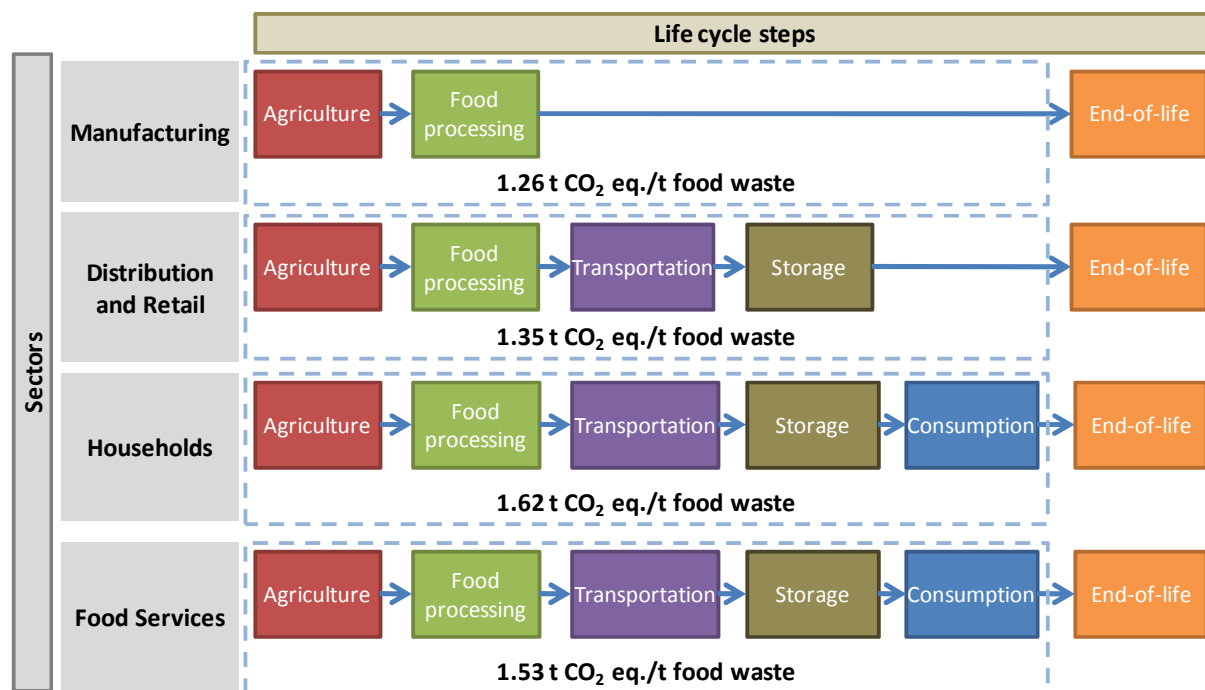 Life cycle steps
Sectors
Manufacturing
Agriculture
Food
processing
End-of-life
1.26 t CO₂ eq./t food waste
Distribution
and Retail
Agriculture
Food
processing
Transportation
Storage
End-of-life
1.35 t CO₂ eq./t food waste
Households
Agriculture
Food
processing
Transportation
Storage
Consumption
End-of-life
1.62 t CO₂ eq./t food waste
Food Services
Agriculture
Food
processing
Transportation
Storage
Consumption
End-of-life
1.53 t CO₂ eq./t food waste